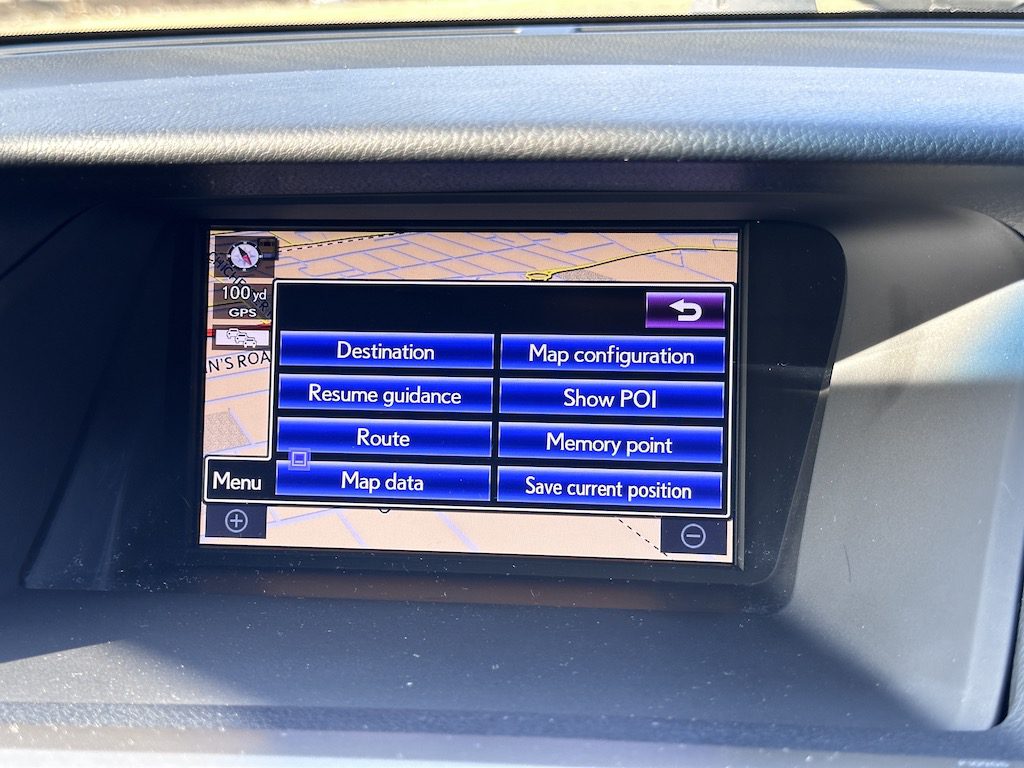 100 yd
GPS
N'S ROA
Destination
Map configuration
Resume guidance
Show POI
Route
Memory point
Menu
Map data
Save current position